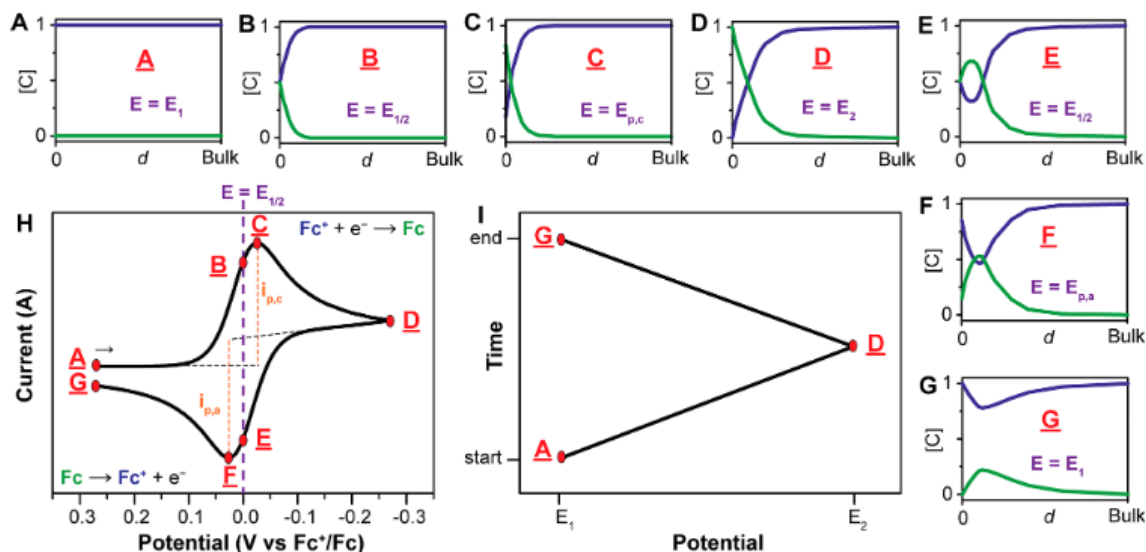 A
1
[C]
0
A
E = E₁
0 d Bulk
B
1
0
B
E = E₁/₂
0 d Bulk
C
1
[C]
0
C
E = Eₚ,c
0 d Bulk
D
1
0
D
E = E₂
0 d Bulk
E
1
[C]
0
E
E = E₁/₂
0 d Bulk
H
E = E₁/₂
C
Fc⁺ + e⁻ → Fc
B
iₚ,c
D
A
→
G
iₚ,a
E
F
Fc → Fc⁺ + e⁻
Current (A)
0.3 0.2 0.1 0.0 -0.1 -0.2 -0.3
Potential (V vs Fc⁺/Fc)
I
end
G
Time
D
start
A
E₁ E₂
Potential
F
1
[C]
0
F
E = Eₚ,a
0 d Bulk
G
1
[C]
0
G
E = E₁
0 d Bulk